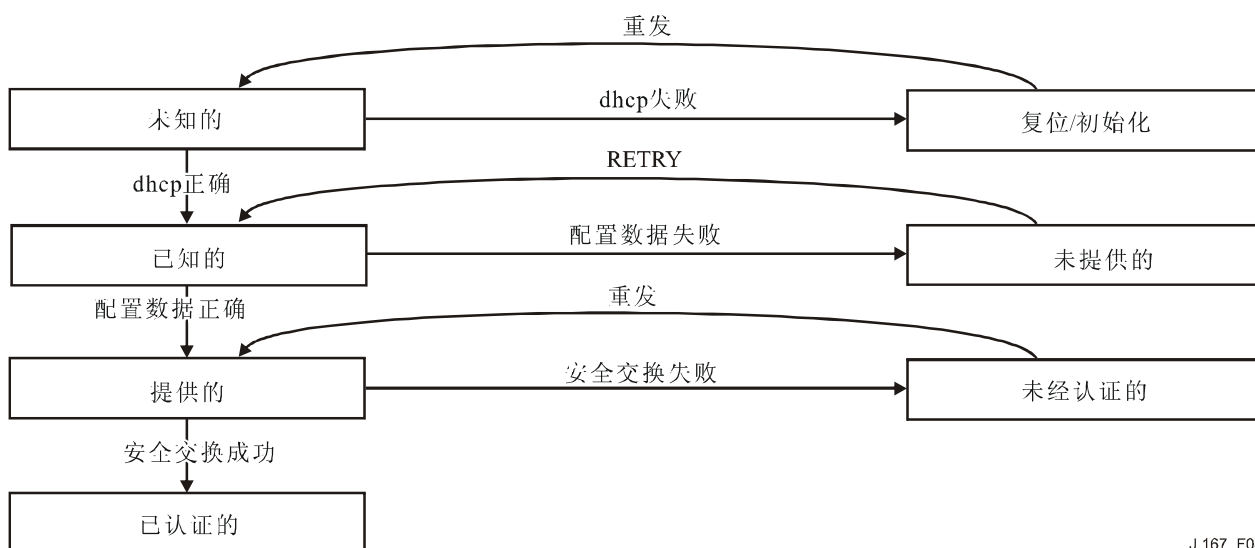 重发
未知的
dhcp失败
复位/初始化
dhcp正确
RETRY
已知的
配置数据失败
未提供的
配置数据正确
重发
提供的
安全交换失败
未经认证的
安全交换成功
已认证的
J.167_F0